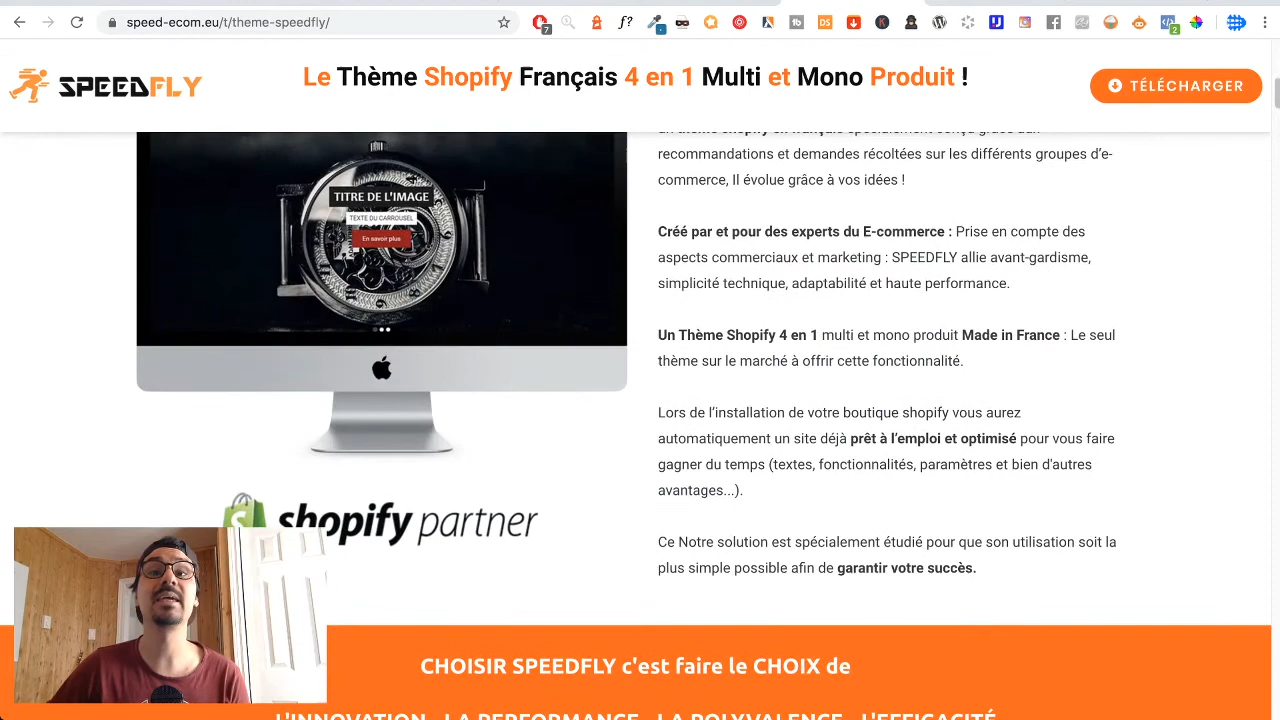 speed-ecom.eu/t/theme-speedfly/
SPEEDFLY
Le Thème Shopify Français 4 en 1 Multi et Mono Produit !
TÉLÉCHARGER
recommandations et demandes récoltées sur les différents groupes d’e-
commerce, Il évolue grâce à vos idées !
TITRE DE L'IMAGE
TEXTE DU CARROUSEL
En savoir plus
Créé par et pour des experts du E-commerce : Prise en compte des
aspects commerciaux et marketing : SPEEDFLY allie avant-gardisme,
simplicité technique, adaptabilité et haute performance.
Un Thème Shopify 4 en 1 multi et mono produit Made in France : Le seul
thème sur le marché à offrir cette fonctionnalité.
Lors de l’installation de votre boutique shopify vous aurez
automatiquement un site déjà prêt à l’emploi et optimisé pour vous faire
gagner du temps (textes, fonctionnalités, paramètres et bien d'autres
avantages...).
shopify partner
Ce Notre solution est spécialement étudié pour que son utilisation soit la
plus simple possible afin de garantir votre succès.
CHOISIR SPEEDFLY c'est faire le CHOIX de
L'INNOVATION - LA PERFORMANCE - LA POLYVALENCE - L'EFFICACITÉ